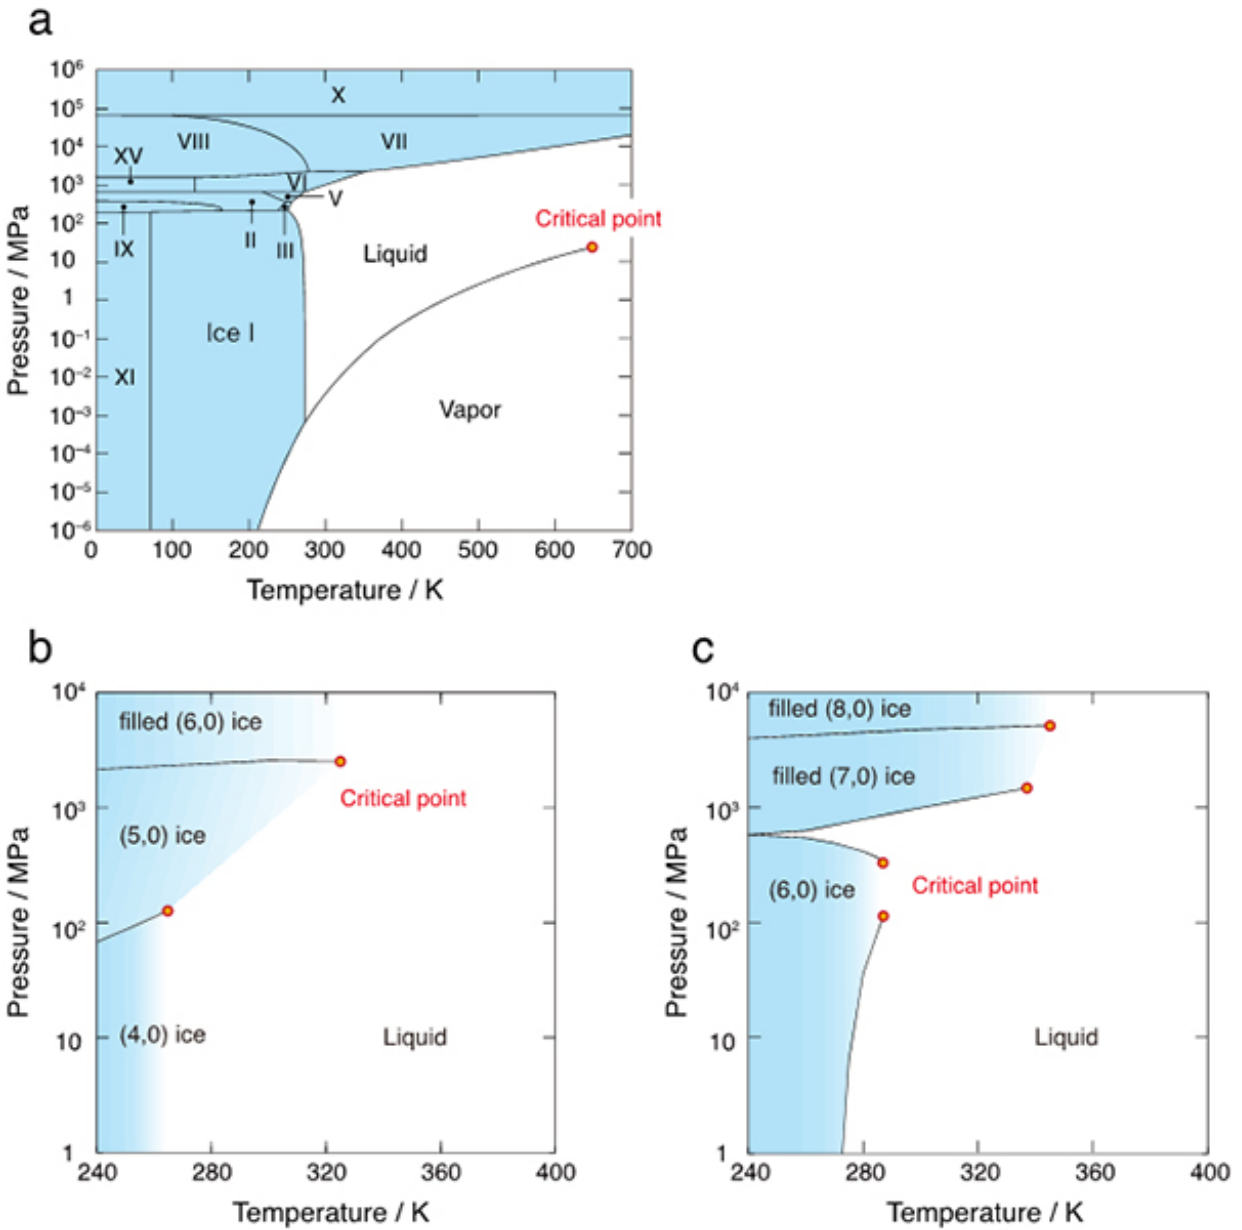 a
10⁶
10⁵
10⁴
10³
10²
10
1
10⁻¹
10⁻²
10⁻³
10⁻⁴
10⁻⁵
10⁻⁶
Pressure / MPa
X
VIII
VII
XV
VI
V
IX
II
III
Critical point
Liquid
Ice I
XI
Vapor
0 100 200 300 400 500 600 700
Temperature / K
b
10⁴
10³
10²
10
1
Pressure / MPa
filled (6,0) ice
Critical point
(5,0) ice
(4,0) ice
Liquid
240 280 320 360 400
Temperature / K
c
10⁴
10³
10²
10
1
Pressure / MPa
filled (8,0) ice
filled (7,0) ice
(6,0) ice
Critical point
Liquid
240 280 320 360 400
Temperature / K